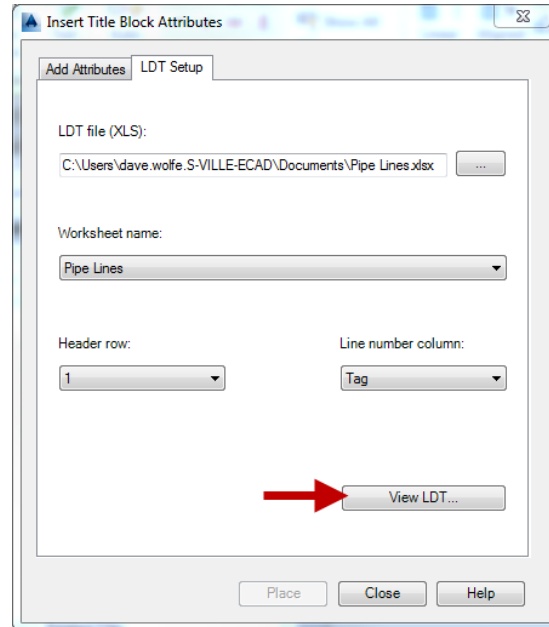 Insert Title Block Attributes
Add Attributes LDT Setup
LDT file (XLS):
C:\Users\dave.wolfe.S-VILLE-ECAD\Documents\Pipe Lines.xlsx ...
Worksheet name:
Pipe Lines
Header row: Line number column:
1 Tag
View LDT...
Place Close Help